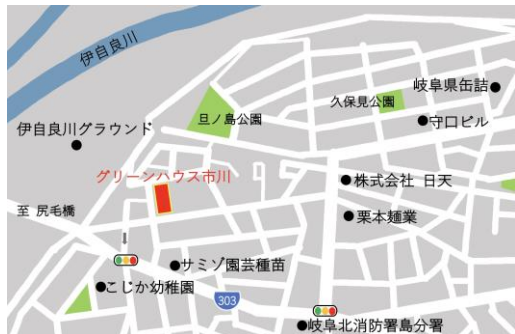 伊自良川
岐阜県缶詰
久保見公園
旦ノ島公園
守口ビル
伊自良川グラウンド
グリーンハウス市川
株式会社 日天
至 尻毛橋
栗本麺業
サミゾ園芸種苗
こじか幼稚園
303
岐阜北消防署島分署